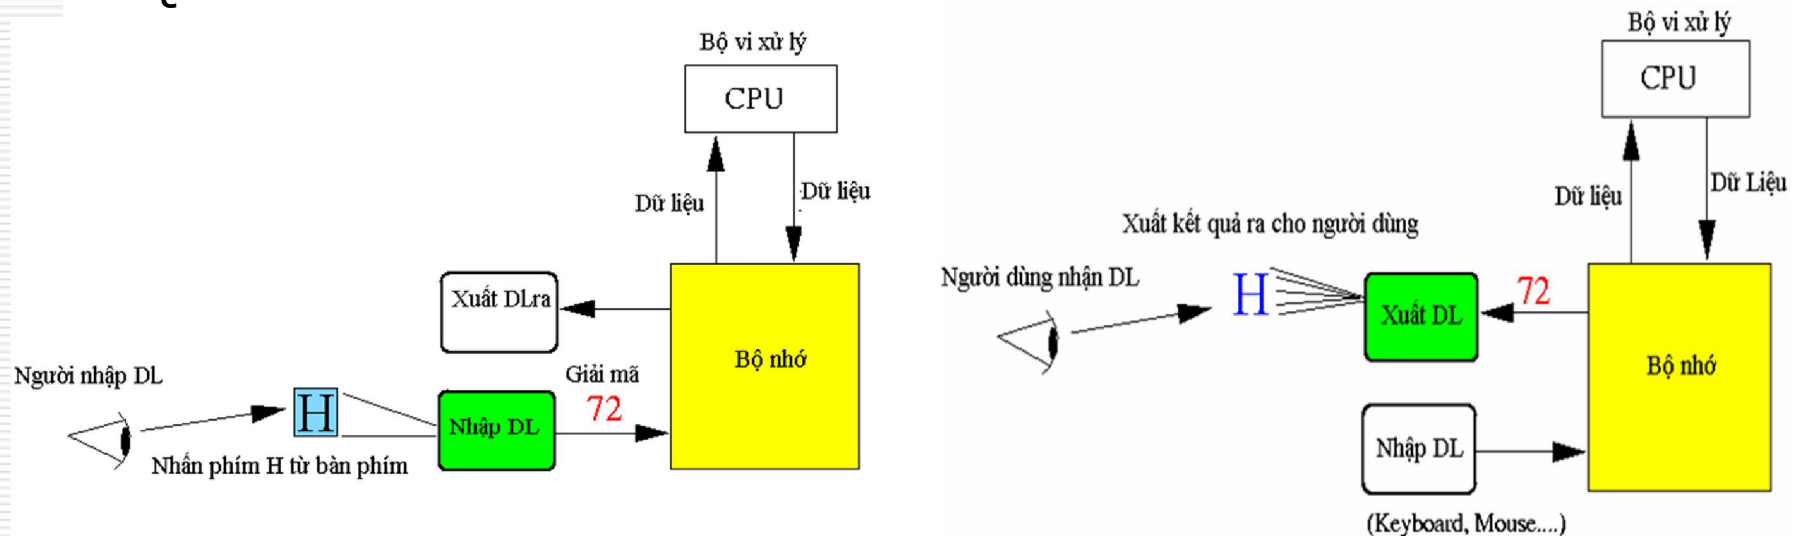 Bộ vi xử lý
CPU
Dữ liệu
Dữ liệu
Xuất DLra
Bộ nhớ
Người nhập DL
Giải mã
72
H
Nhập DL
Nhấn phím H từ bàn phím
Bộ vi xử lý
CPU
Dữ liệu
Dữ Liệu
Xuất kết quả ra cho người dùng
Người dùng nhận DL
H
72
Xuất DL
Bộ nhớ
Nhập DL
(Keyboard, Mouse....)